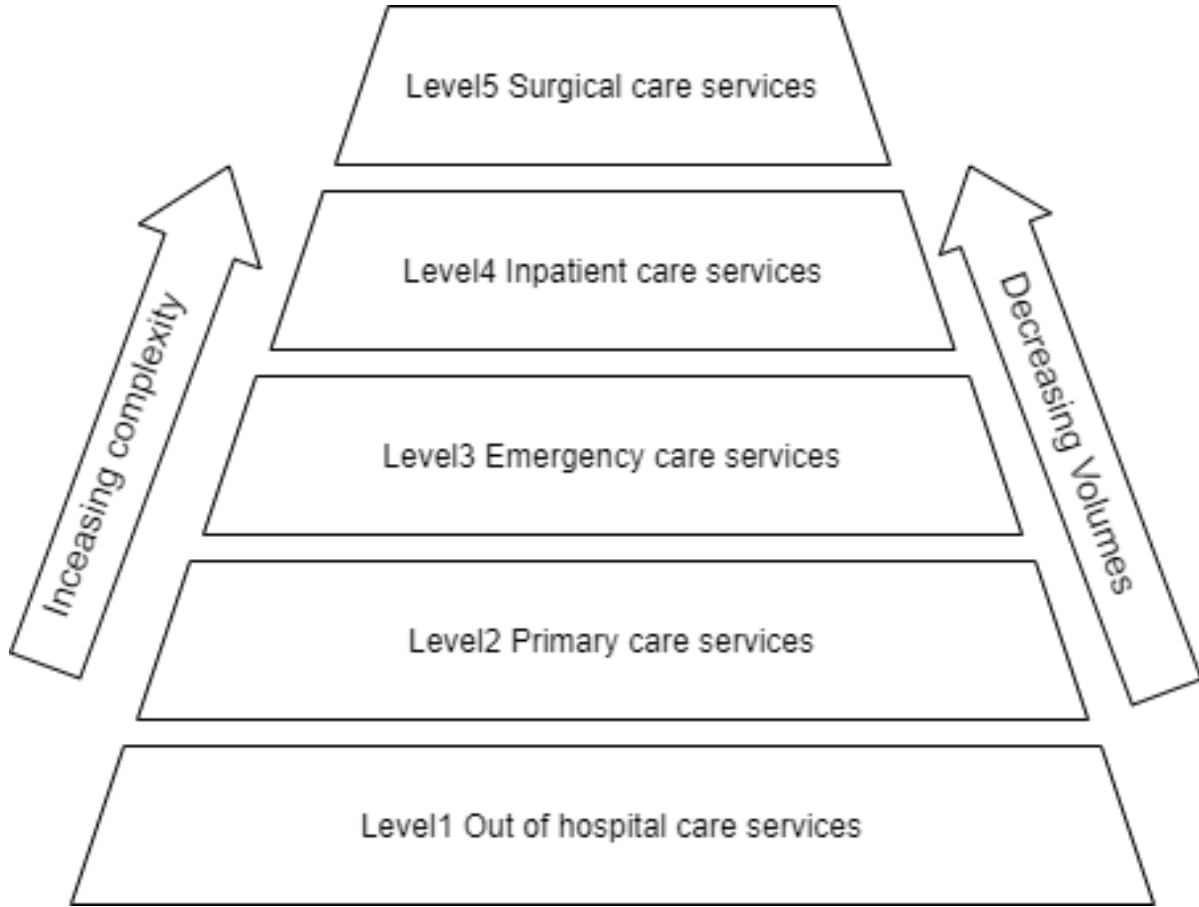 Level5 Surgical care services
Level4 Inpatient care services
Level3 Emergency care services
Level2 Primary care services
Level1 Out of hospital care services
Inceasing complexity
Decreasing Volumes